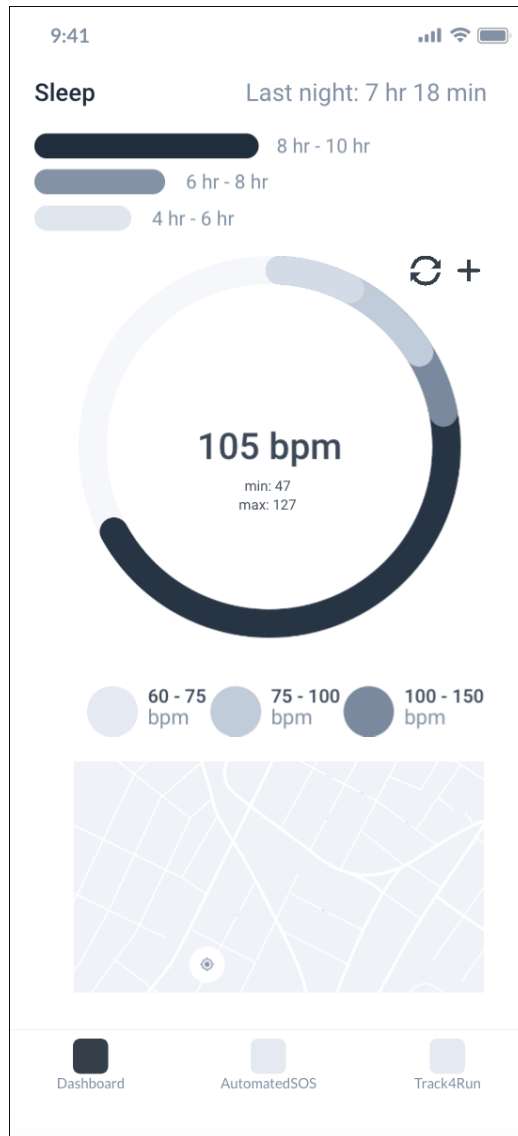 9:41
Sleep Last night: 7 hr 18 min
8 hr - 10 hr
6 hr - 8 hr
4 hr - 6 hr
105 bpm
min: 47
max: 127
60 - 75 75 - 100 100 - 150
bpm bpm bpm
Dashboard AutomatedSOS Track4Run